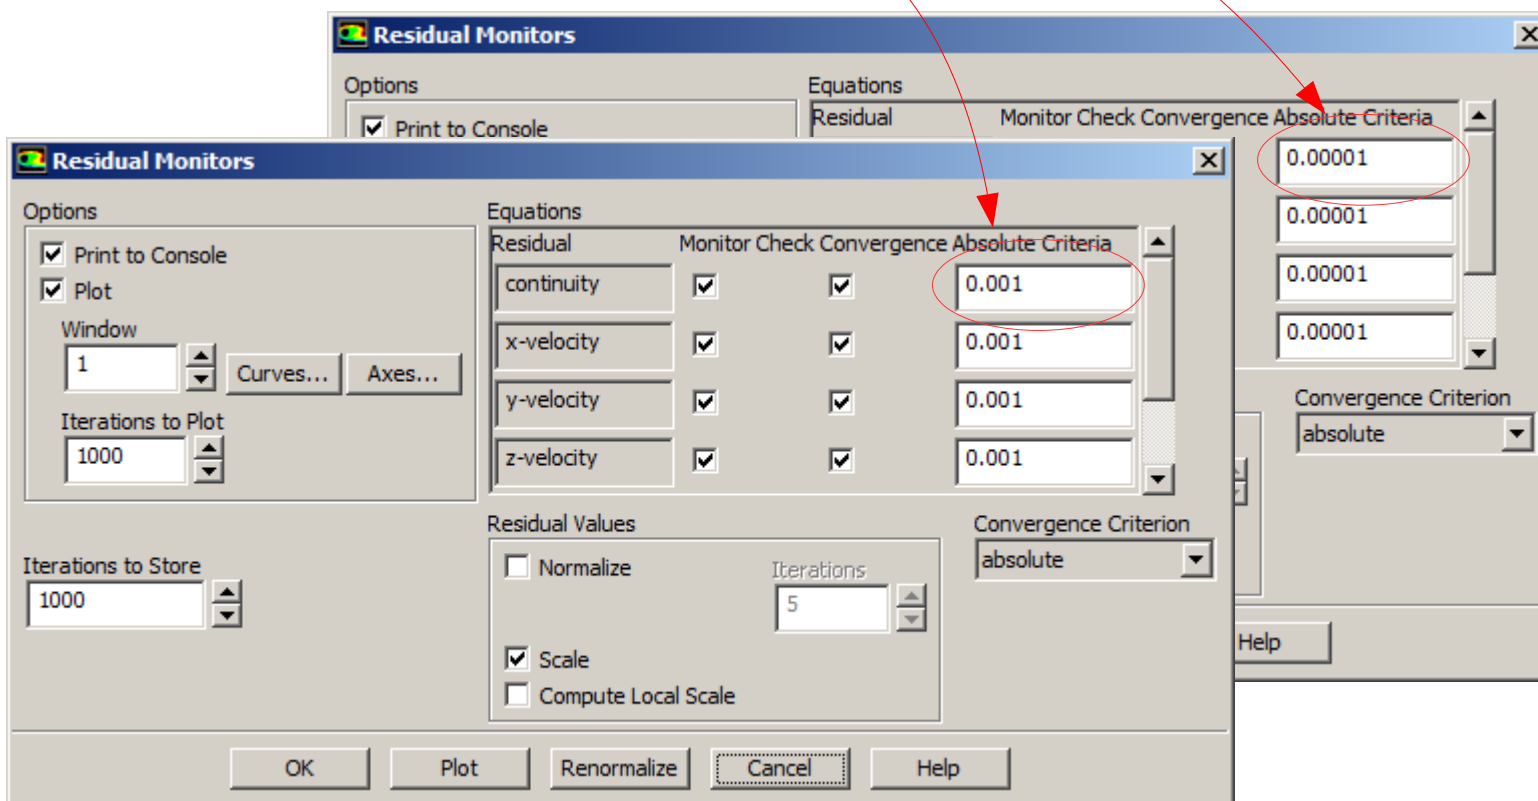 Residual Monitors
Options
Print to Console
Equations
Residual Monitor Check Convergence Absolute Criteria
0.00001
0.00001
0.00001
0.00001
Convergence Criterion
absolute
Help
Residual Monitors
Options
Print to Console
Plot
Window
1
Curves... Axes...
Iterations to Plot
1000
Iterations to Store
1000
Equations
Residual Monitor Check Convergence Absolute Criteria
continuity 0.001
x-velocity 0.001
y-velocity 0.001
z-velocity 0.001
Residual Values
Normalize
Iterations
5
Scale
Compute Local Scale
Convergence Criterion
absolute
OK Plot Renormalize Cancel Help